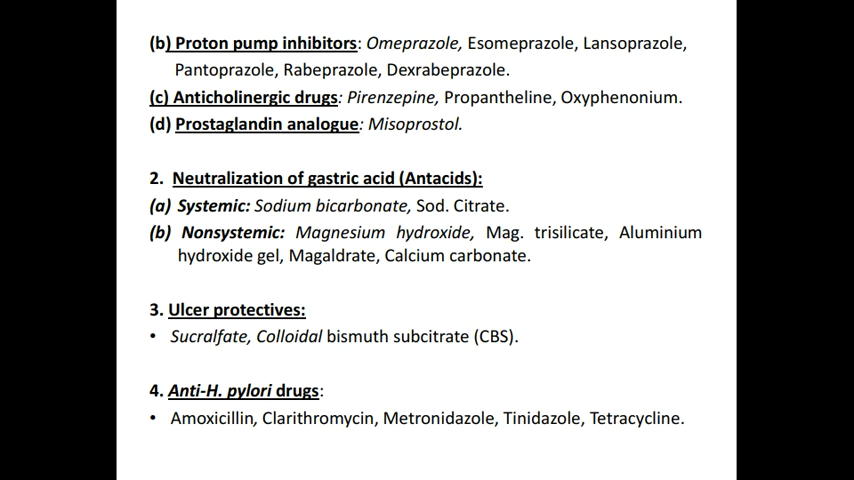 (b) Proton pump inhibitors: Omeprazole, Esomeprazole, Lansoprazole,
Pantoprazole, Rabeprazole, Dexrabeprazole.
(c) Anticholinergic drugs: Pirenzepine, Propantheline, Oxyphenonium.
(d) Prostaglandin analogue: Misoprostol.
2. Neutralization of gastric acid (Antacids):
(a) Systemic: Sodium bicarbonate, Sod. Citrate.
(b) Nonsystemic: Magnesium hydroxide, Mag. trisilicate, Aluminium
hydroxide gel, Magaldrate, Calcium carbonate.
3. Ulcer protectives:
• Sucralfate, Colloidal bismuth subcitrate (CBS).
4. Anti-H. pylori drugs:
• Amoxicillin, Clarithromycin, Metronidazole, Tinidazole, Tetracycline.